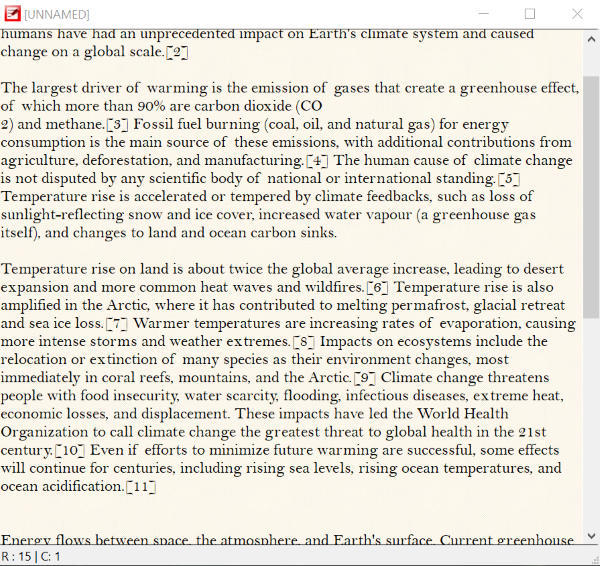 [UNNAMED]
humans have had an unprecedented impact on Earth's climate system and caused
change on a global scale.[2]
The largest driver of warming is the emission of gases that create a greenhouse effect,
of which more than 90% are carbon dioxide (CO
2) and methane.[3] Fossil fuel burning (coal, oil, and natural gas) for energy
consumption is the main source of these emissions, with additional contributions from
agriculture, deforestation, and manufacturing.[4] The human cause of climate change
is not disputed by any scientific body of national or international standing.[5]
Temperature rise is accelerated or tempered by climate feedbacks, such as loss of
sunlight-reflecting snow and ice cover, increased water vapour (a greenhouse gas
itself), and changes to land and ocean carbon sinks.
Temperature rise on land is about twice the global average increase, leading to desert
expansion and more common heat waves and wildfires.[6] Temperature rise is also
amplified in the Arctic, where it has contributed to melting permafrost, glacial retreat
and sea ice loss.[7] Warmer temperatures are increasing rates of evaporation, causing
more intense storms and weather extremes.[8] Impacts on ecosystems include the
relocation or extinction of many species as their environment changes, most
immediately in coral reefs, mountains, and the Arctic.[9] Climate change threatens
people with food insecurity, water scarcity, flooding, infectious diseases, extreme heat,
economic losses, and displacement. These impacts have led the World Health
Organization to call climate change the greatest threat to global health in the 21st
century.[10] Even if efforts to minimize future warming are successful, some effects
will continue for centuries, including rising sea levels, rising ocean temperatures, and
ocean acidification.[11]
Energy flows between space, the atmosphere, and Earth's surface. Current greenhouse
R : 15 | C: 1